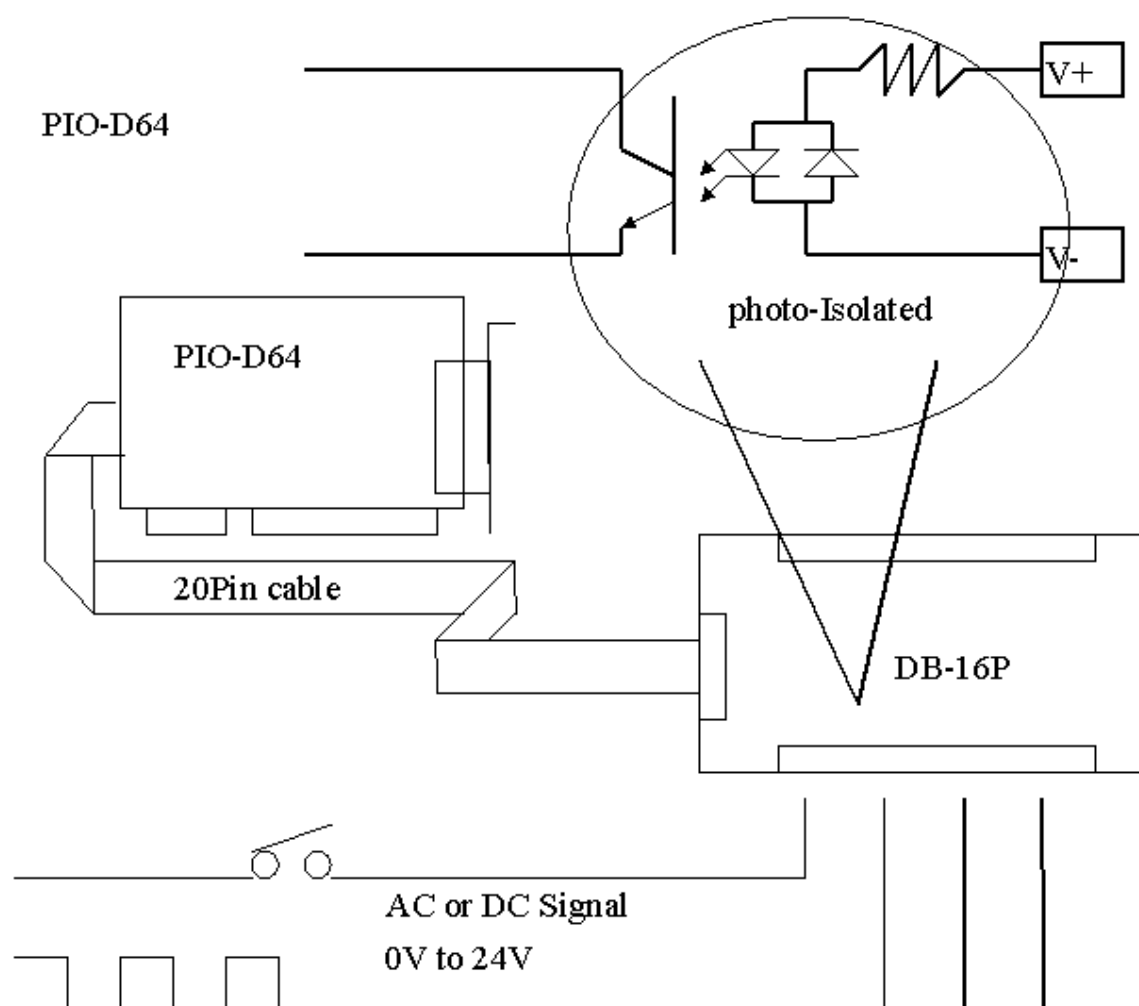 V+
PIO-D64
V-
photo-Isolated
PIO-D64
20Pin cable
DB-16P
AC or DC Signal
0V to 24V